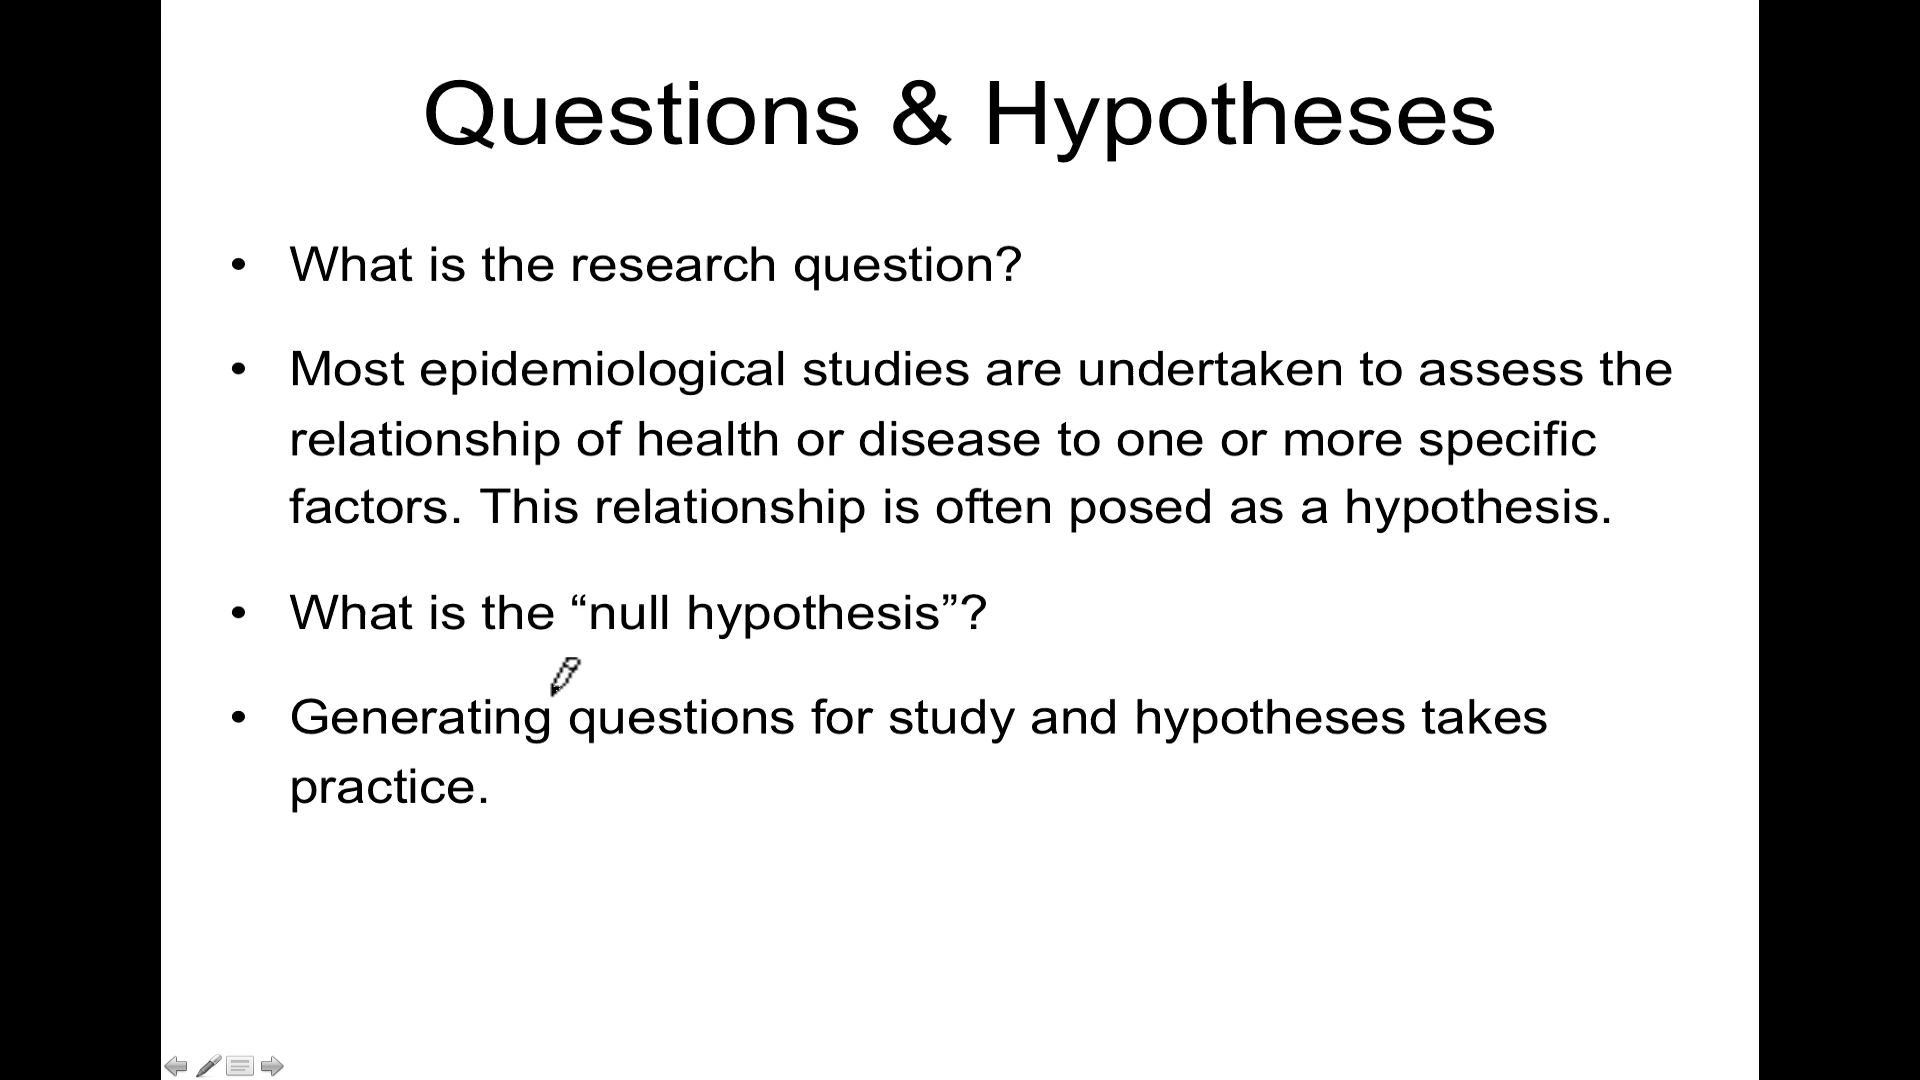 Questions & Hypotheses
• What is the research question?
• Most epidemiological studies are undertaken to assess the
relationship of health or disease to one or more specific
factors. This relationship is often posed as a hypothesis.
• What is the “null hypothesis”?
• Generating questions for study and hypotheses takes
practice.